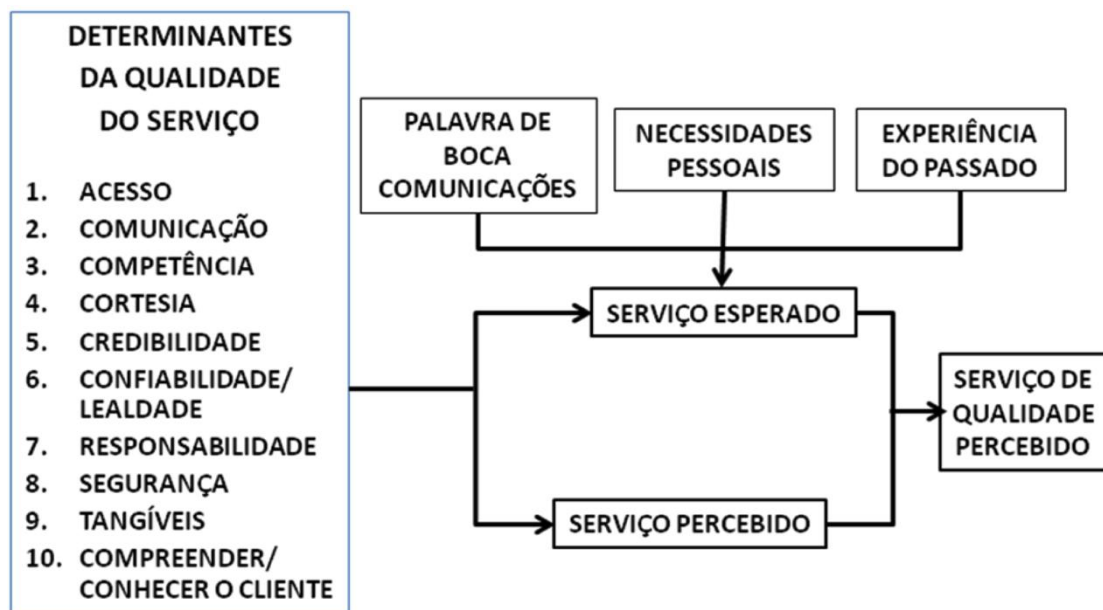 DETERMINANTES
DA QUALIDADE
DO SERVIÇO
1. ACESSO
2. COMUNICAÇÃO
3. COMPETÊNCIA
4. CORTESIA
5. CREDIBILIDADE
6. CONFIABILIDADE/
LEALDADE
7. RESPONSABILIDADE
8. SEGURANÇA
9. TANGÍVEIS
10. COMPREENDER/
CONHECER O CLIENTE
PALAVRA DE
BOCA
COMUNICAÇÕES
NECESSIDADES
PESSOAIS
EXPERIÊNCIA
DO PASSADO
SERVIÇO ESPERADO
SERVIÇO PERCEBIDO
SERVIÇO DE
QUALIDADE
PERCEBIDO